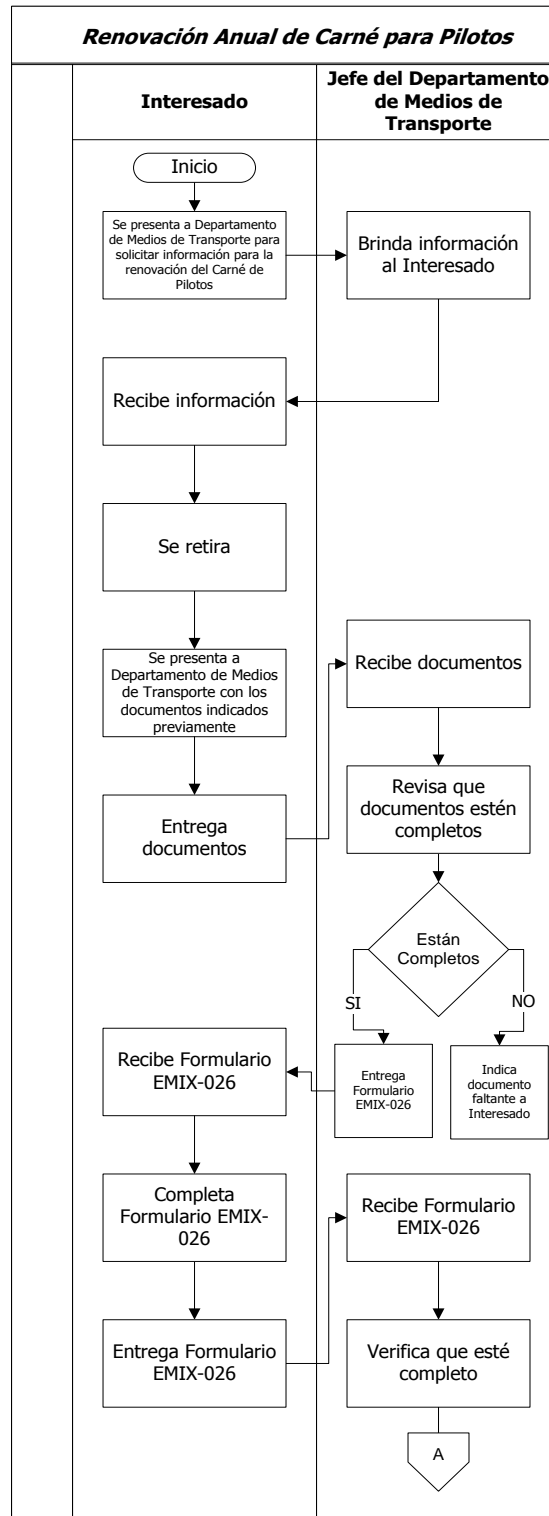 Renovación Anual de Carné para Pilotos
Interesado
Jefe del Departamento
de Medios de
Transporte
Inicio
Se presenta a Departamento
de Medios de Transporte para
solicitar información para la
renovación del Carné de
Pilotos
Brinda información
al Interesado
Recibe información
Se retira
Se presenta a
Departamento de Medios
de Transporte con los
documentos indicados
previamente
Recibe documentos
Entrega
documentos
Revisa que
documentos estén
completos
Están
Completos
SI
NO
Entrega
Formulario
EMIX-026
Indica
documento
faltante a
Interesado
Recibe Formulario
EMIX-026
Completa
Formulario EMIX-
026
Recibe Formulario
EMIX-026
Entrega Formulario
EMIX-026
Verifica que esté
completo
A